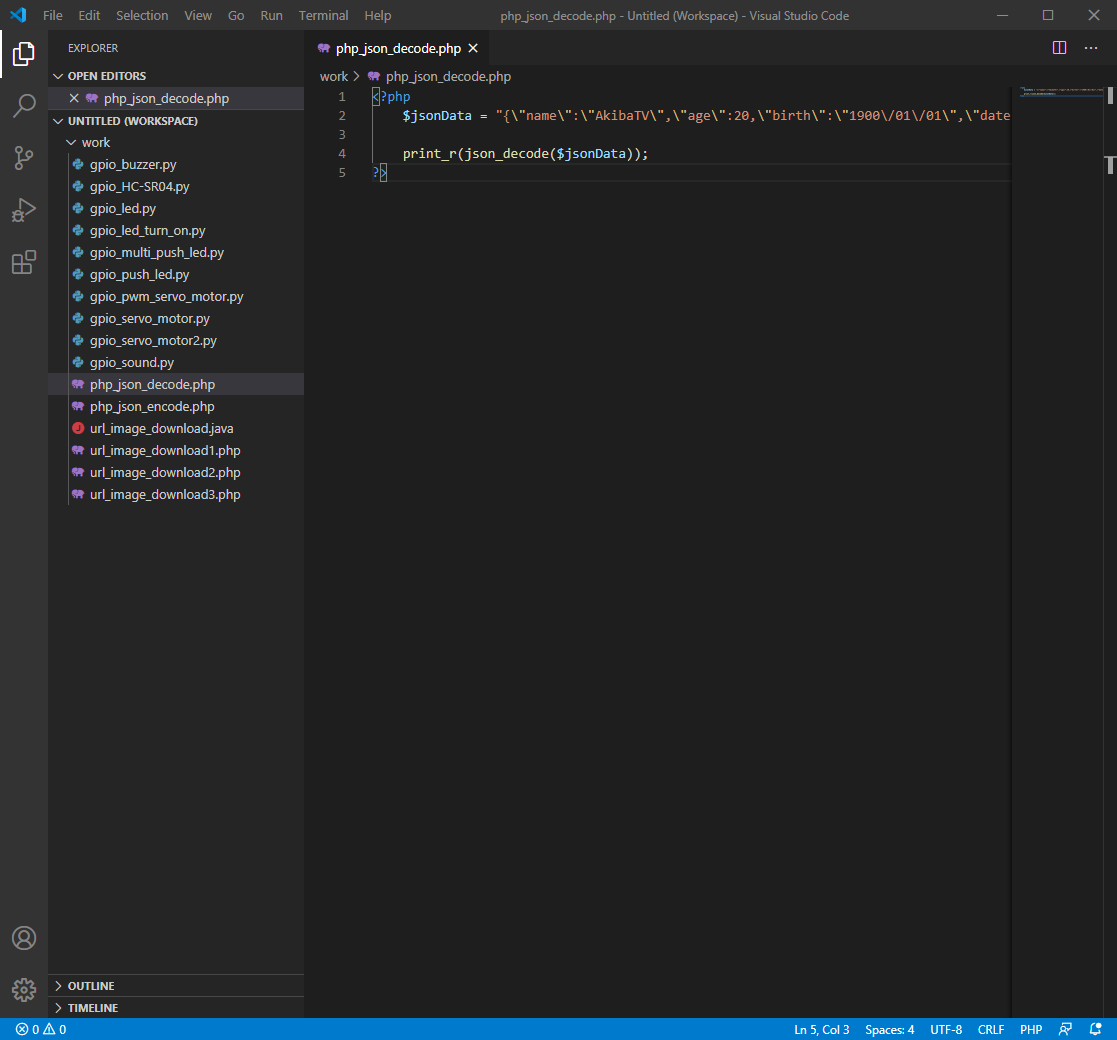 File Edit Selection View Go Run Terminal Help php_json_decode.php - Untitled (Workspace) - Visual Studio Code
EXPLORER
OPEN EDITORS
php_json_decode.php
UNTITLED (WORKSPACE)
work
gpio_buzzer.py
gpio_HC-SR04.py
gpio_led.py
gpio_led_turn_on.py
gpio_multi_push_led.py
gpio_push_led.py
gpio_pwm_servo_motor.py
gpio_servo_motor.py
gpio_servo_motor2.py
gpio_sound.py
php_json_decode.php
php_json_encode.php
url_image_download.java
url_image_download1.php
url_image_download2.php
url_image_download3.php
OUTLINE
TIMELINE
php_json_decode.php
work > php_json_decode.php
1 <?php
2 $jsonData = "{\"name\":\"AkibaTV\",\"age\":20,\"birth\":\"1900\/01\/01\",\"date
3
4 print_r(json_decode($jsonData));
5 ?>
0 0 Ln 5, Col 3 Spaces: 4 UTF-8 CRLF PHP